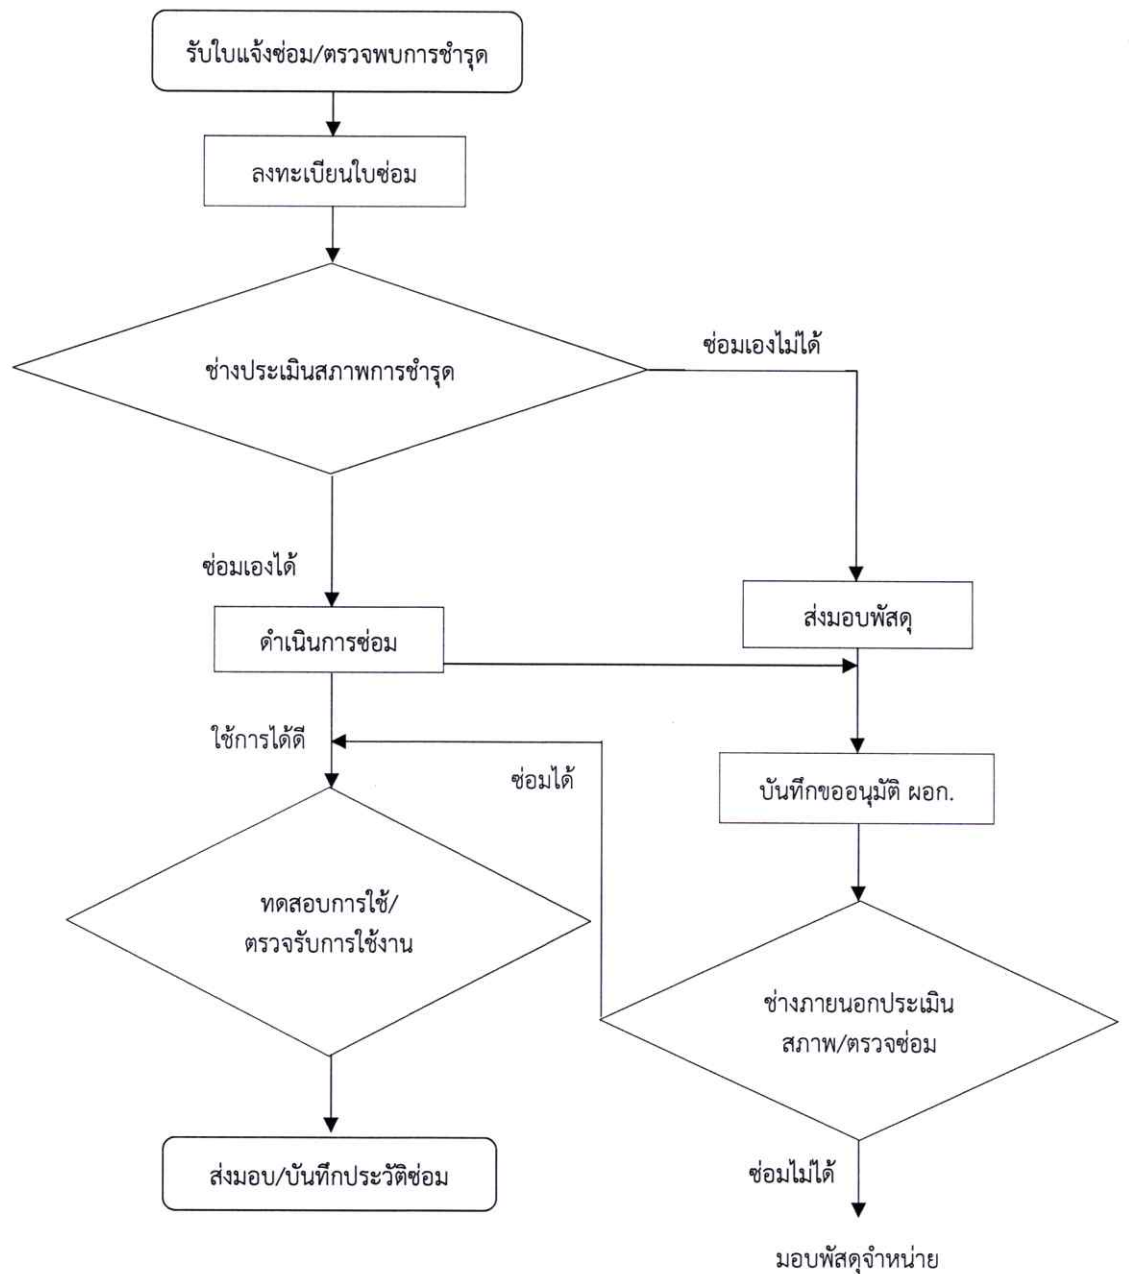 รับใบแจ้งซ่อม/ตรวจพบการชำรุด
ลงทะเบียนใบซ่อม
ช่างประเมินสภาพการชำรุด
ซ่อมเองไม่ได้
ซ่อมเองได้
ส่งมอบพัสดุ
ดำเนินการซ่อม
ใช้การได้ดี
ซ่อมได้
บันทึกขออนุมัติ ผอก.
ทดสอบการใช้/
ตรวจรับการใช้งาน
ช่างภายนอกประเมิน
สภาพ/ตรวจซ่อม
ส่งมอบ/บันทึกประวัติซ่อม
ซ่อมไม่ได้
มอบพัสดุจำหน่าย